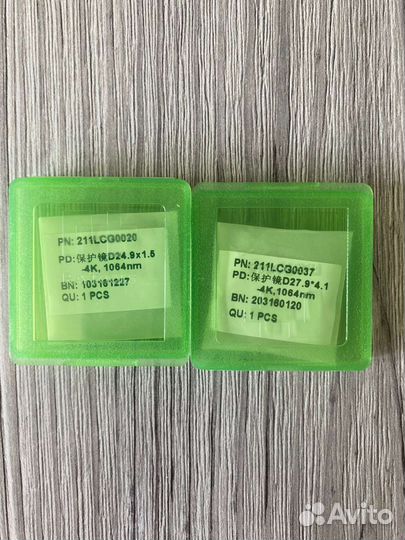 PN: 211LCG0020
PD:保护镜D24.9x1.5
-4K, 1064nm
BN: 103161227
QU: 1 PCS
PN: 211LCG0037
PD: 保护镜D27.9*4.1
-4K,1064nm
BN: 203160120
QU: 1 PCS
Avito